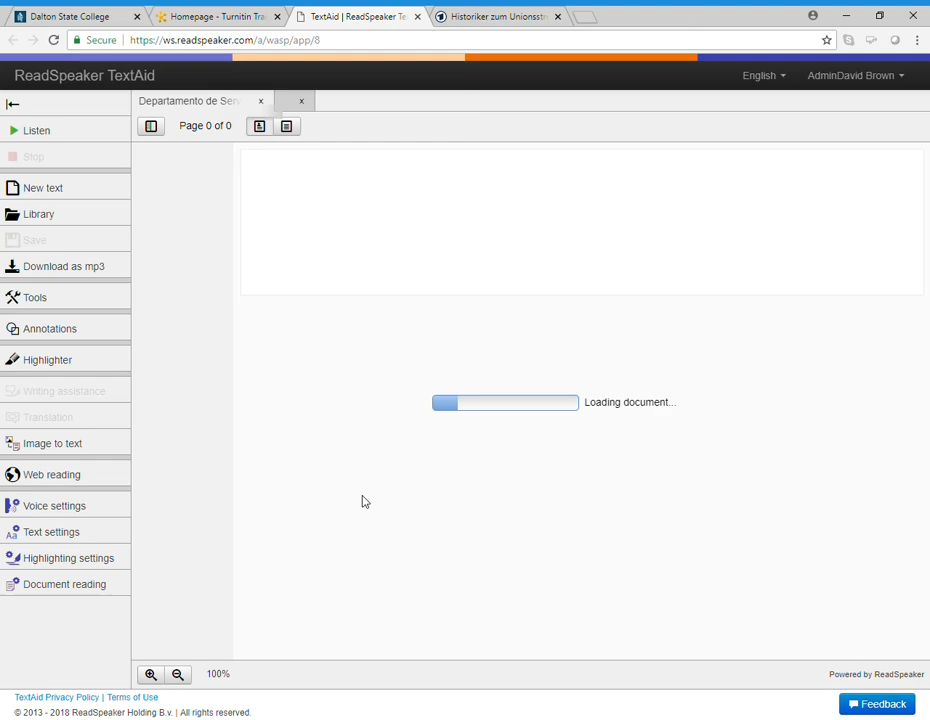 Dalton State College
Homepage - Turnitin Tra
TextAid | ReadSpeaker Te
Historiker zum Unionsstr
Secure
https://ws.readspeaker.com/a/wasp/app/8
ReadSpeaker TextAid
English
AdminDavid Brown
Departamento de Serv
Page 0 of 0
Listen
Stop
New text
Library
Save
Download as mp3
Tools
Annotations
Highlighter
Writing assistance
Translation
Image to text
Web reading
Voice settings
Text settings
Highlighting settings
Document reading
Loading document...
100%
Powered by ReadSpeaker
TextAid Privacy Policy | Terms of Use
© 2013 - 2018 ReadSpeaker Holding B.v. | All rights reserved.
Feedback